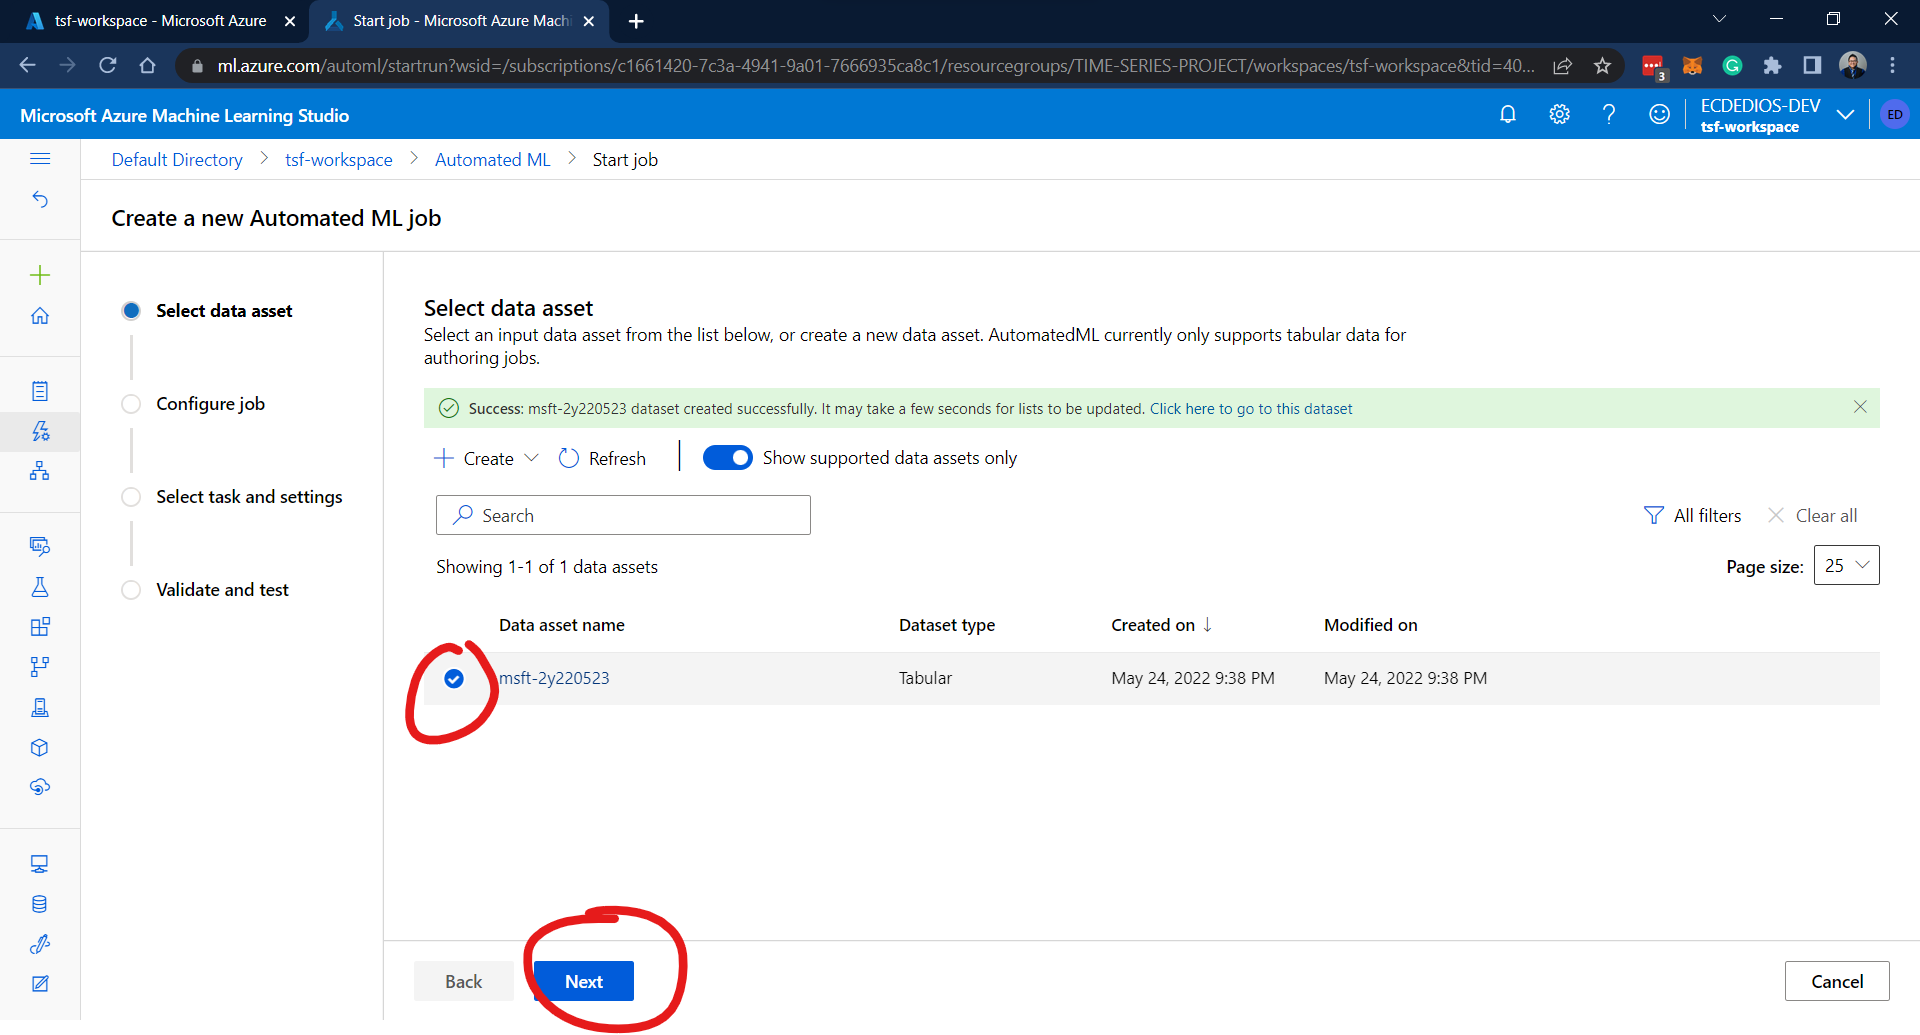 tsf-workspace - Microsoft Azure
Start job - Microsoft Azure Machi
ml.azure.com/automl/startrun?wsid=/subscriptions/c1661420-7c3a-4941-9a01-7666935ca8c1/resourcegroups/TIME-SERIES-PROJECT/workspaces/tsf-workspace&tid=40...
3
Microsoft Azure Machine Learning Studio
ECDEDIOS-DEV
tsf-workspace
ED
Default Directory > tsf-workspace > Automated ML > Start job
Create a new Automated ML job
Select data asset
Configure job
Select task and settings
Validate and test
Select data asset
Select an input data asset from the list below, or create a new data asset. AutomatedML currently only supports tabular data for
authoring jobs.
Success: msft-2y220523 dataset created successfully. It may take a few seconds for lists to be updated. Click here to go to this dataset
Create Refresh Show supported data assets only
Search
All filters Clear all
Showing 1-1 of 1 data assets
Page size: 25
Data asset name Dataset type Created on ↓ Modified on
msft-2y220523 Tabular May 24, 2022 9:38 PM May 24, 2022 9:38 PM
Back Next Cancel